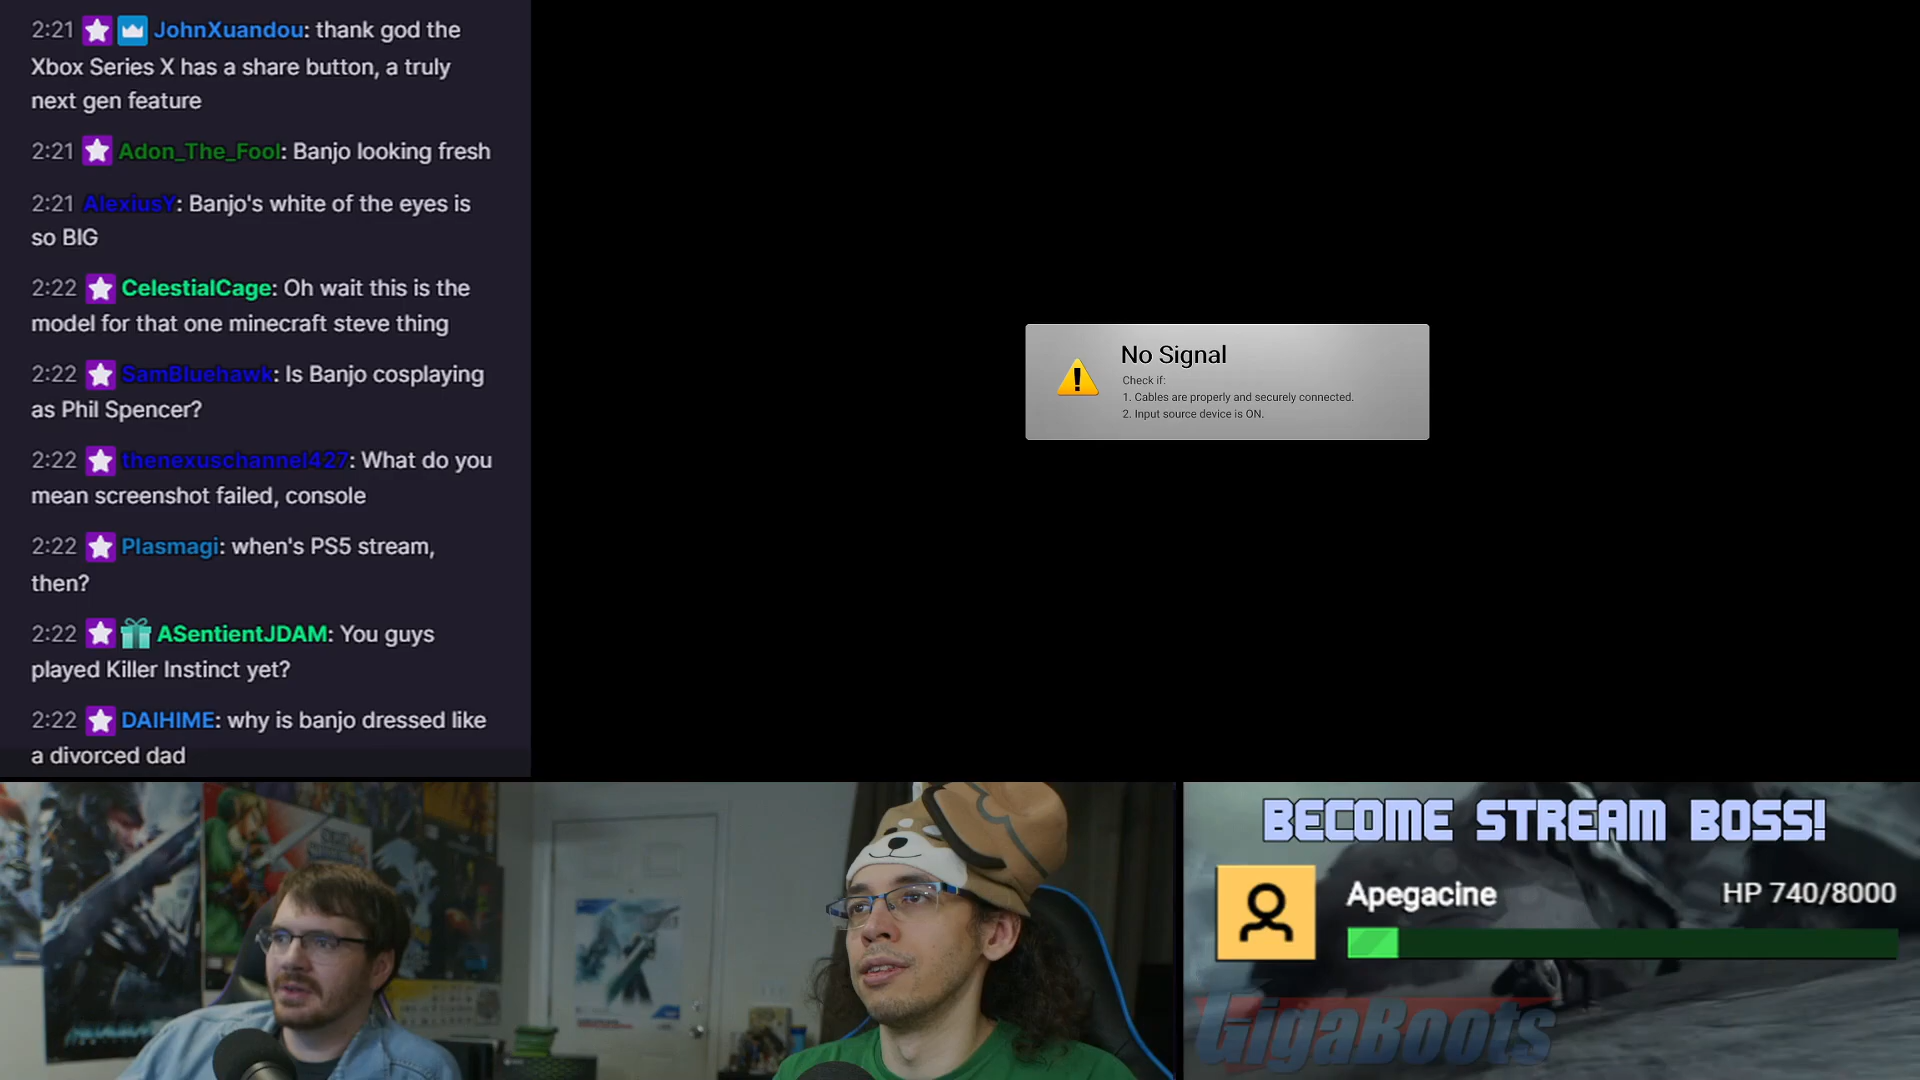 2:21 JohnXuandou: thank god the
Xbox Series X has a share button, a truly
next gen feature
2:21 Adon_The_Fool: Banjo looking fresh
2:21 AlexiusY: Banjo's white of the eyes is
so BIG
2:22 CelestialCage: Oh wait this is the
model for that one minecraft steve thing
2:22 SamBluehawk: Is Banjo cosplaying
as Phil Spencer?
2:22 thenexuschannel427: What do you
mean screenshot failed, console
2:22 Plasmagi: when's PS5 stream,
then?
2:22 ASentientJDAM: You guys
played Killer Instinct yet?
2:22 DAIHIME: why is banjo dressed like
a divorced dad
No Signal
Check if:
1. Cables are properly and securely connected.
2. Input source device is ON.
BECOME STREAM BOSS!
Apegacine
HP 740/8000
GigaBoots